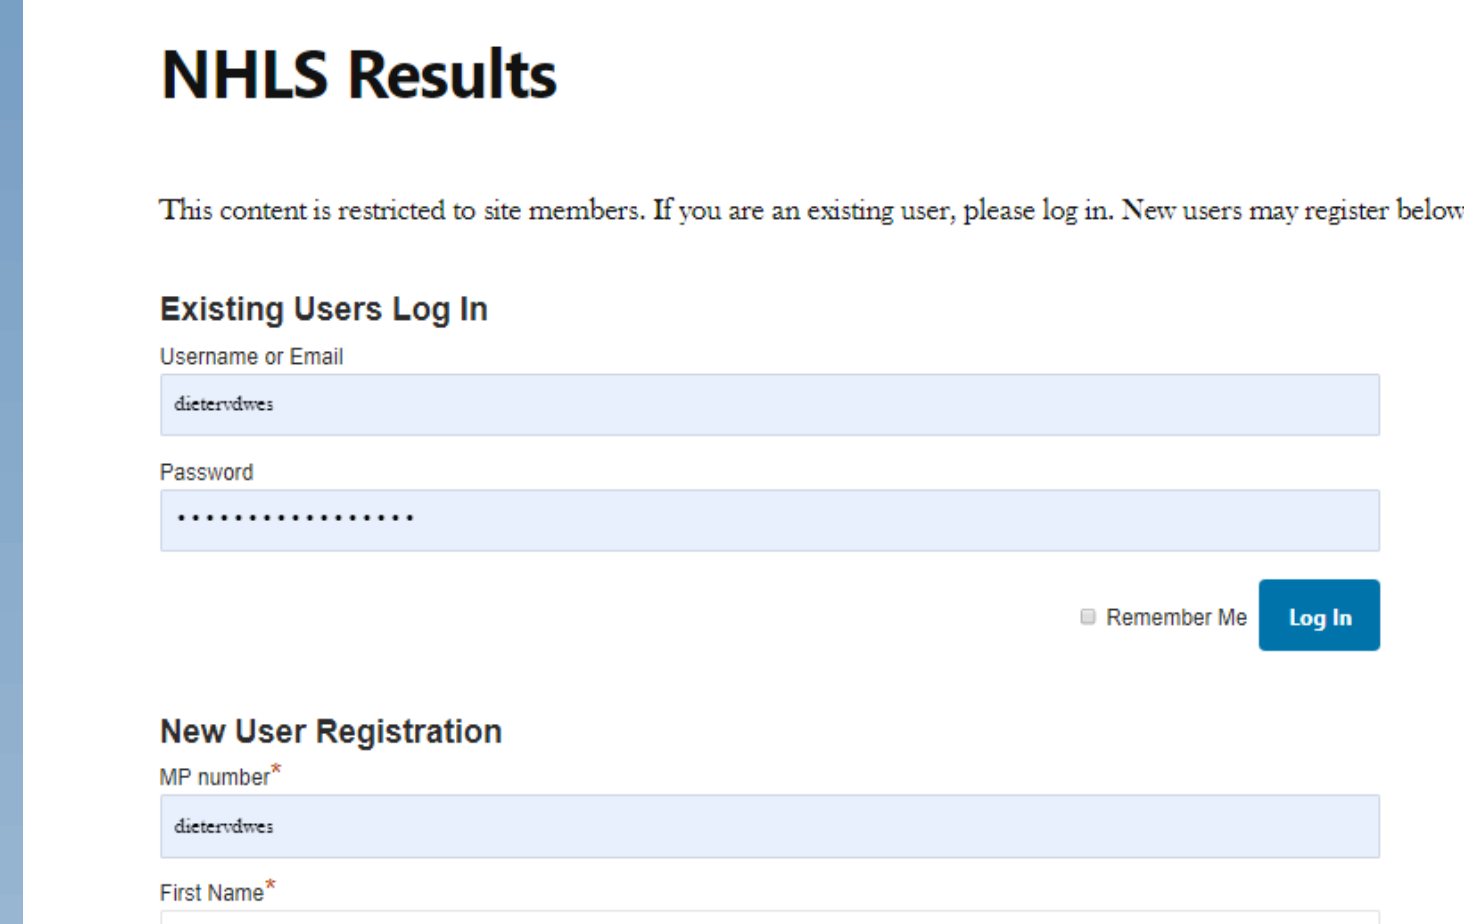 NHLS Results
This content is restricted to site members. If you are an existing user, please log in. New users may register below
Existing Users Log In
Username or Email
dietervdwes
Password
•••••••••••••••••
Remember Me
Log In
New User Registration
MP number*
dietervdwes
First Name*